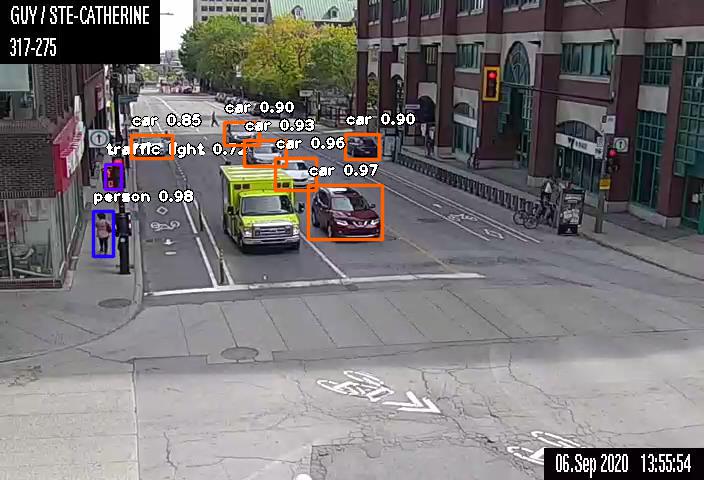 GUY / STE-CATHERINE
317-275
car 0.90
car 0.85
car 0.93
car 0.90
car 0.96
traffic light 0.7
car 0.97
person 0.98
06.Sep 2020 13:55:54